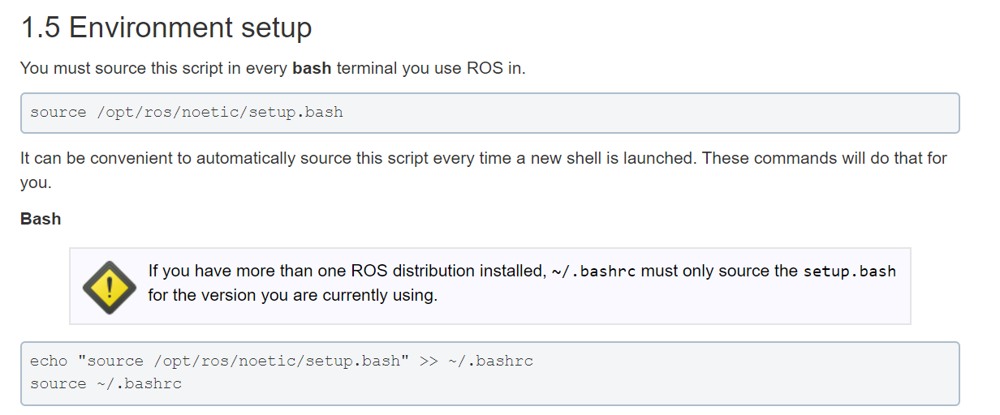 1.5 Environment setup
You must source this script in every bash terminal you use ROS in.
source /opt/ros/noetic/setup.bash
It can be convenient to automatically source this script every time a new shell is launched. These commands will do that for
you.
Bash
If you have more than one ROS distribution installed, ~/.bashrc must only source the setup.bash
for the version you are currently using.
echo "source /opt/ros/noetic/setup.bash" >> ~/.bashrc
source ~/.bashrc